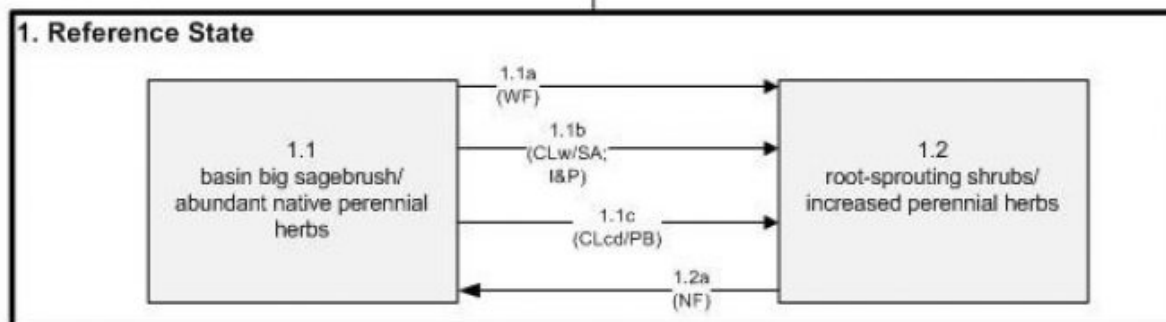 1. Reference State
1.1a
(WF)
1.1
basin big sagebrush/
abundant native perennial
herbs
1.1b
(CLw/SA;
I&P)
1.1c
(CLcd/PB)
1.2a
(NF)
1.2
root-sprouting shrubs/
increased perennial herbs